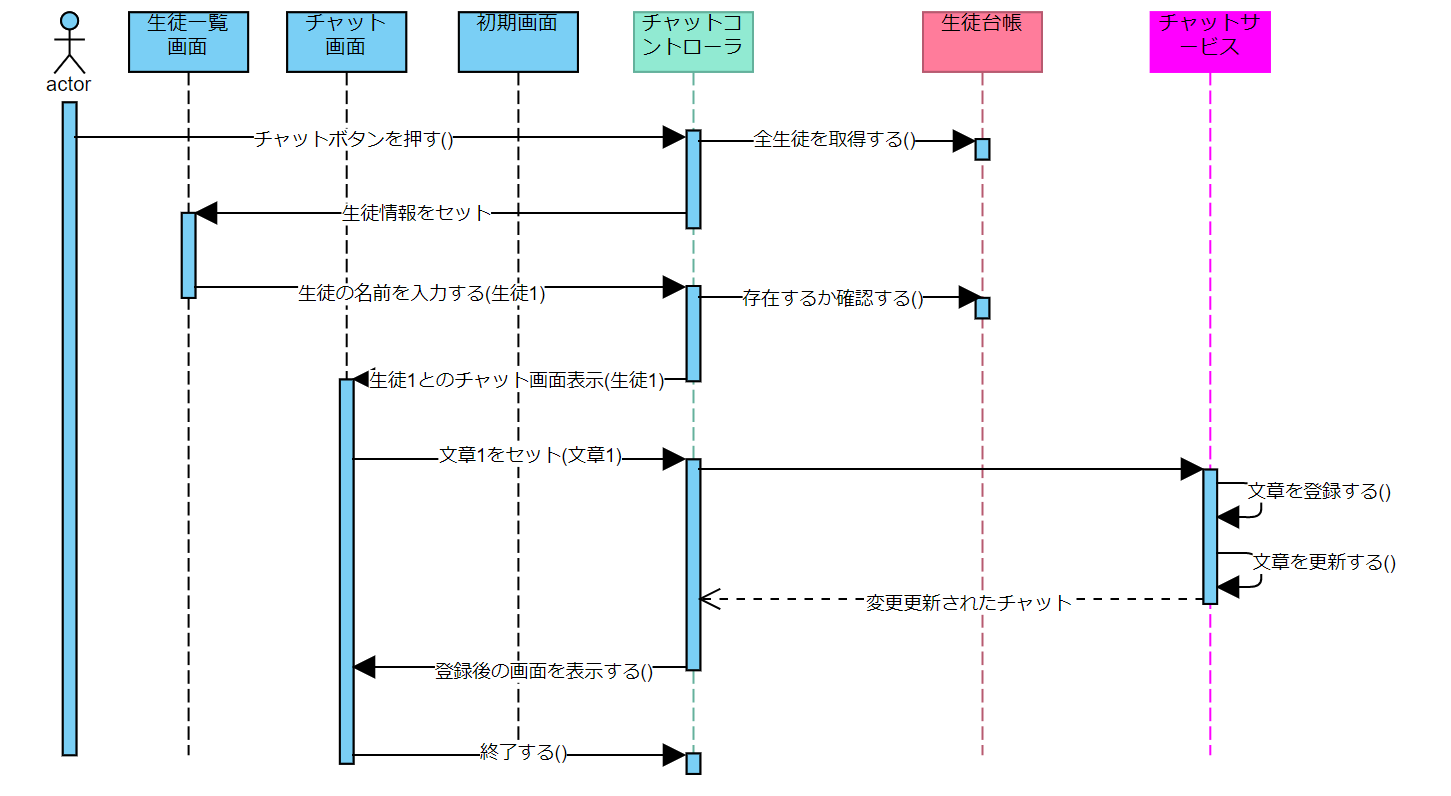 actor
生徒一覧
画面
チャット
画面
初期画面
チャットコ
ントローラ
生徒台帳
チャットサ
ービス
チャットボタンを押す()
全生徒を取得する()
生徒情報をセット
生徒の名前を入力する(生徒1)
存在するか確認する()
生徒1とのチャット画面表示(生徒1)
文章1をセット(文章1)
文章を登録する()
文章を更新する()
変更更新されたチャット
登録後の画面を表示する()
終了する()